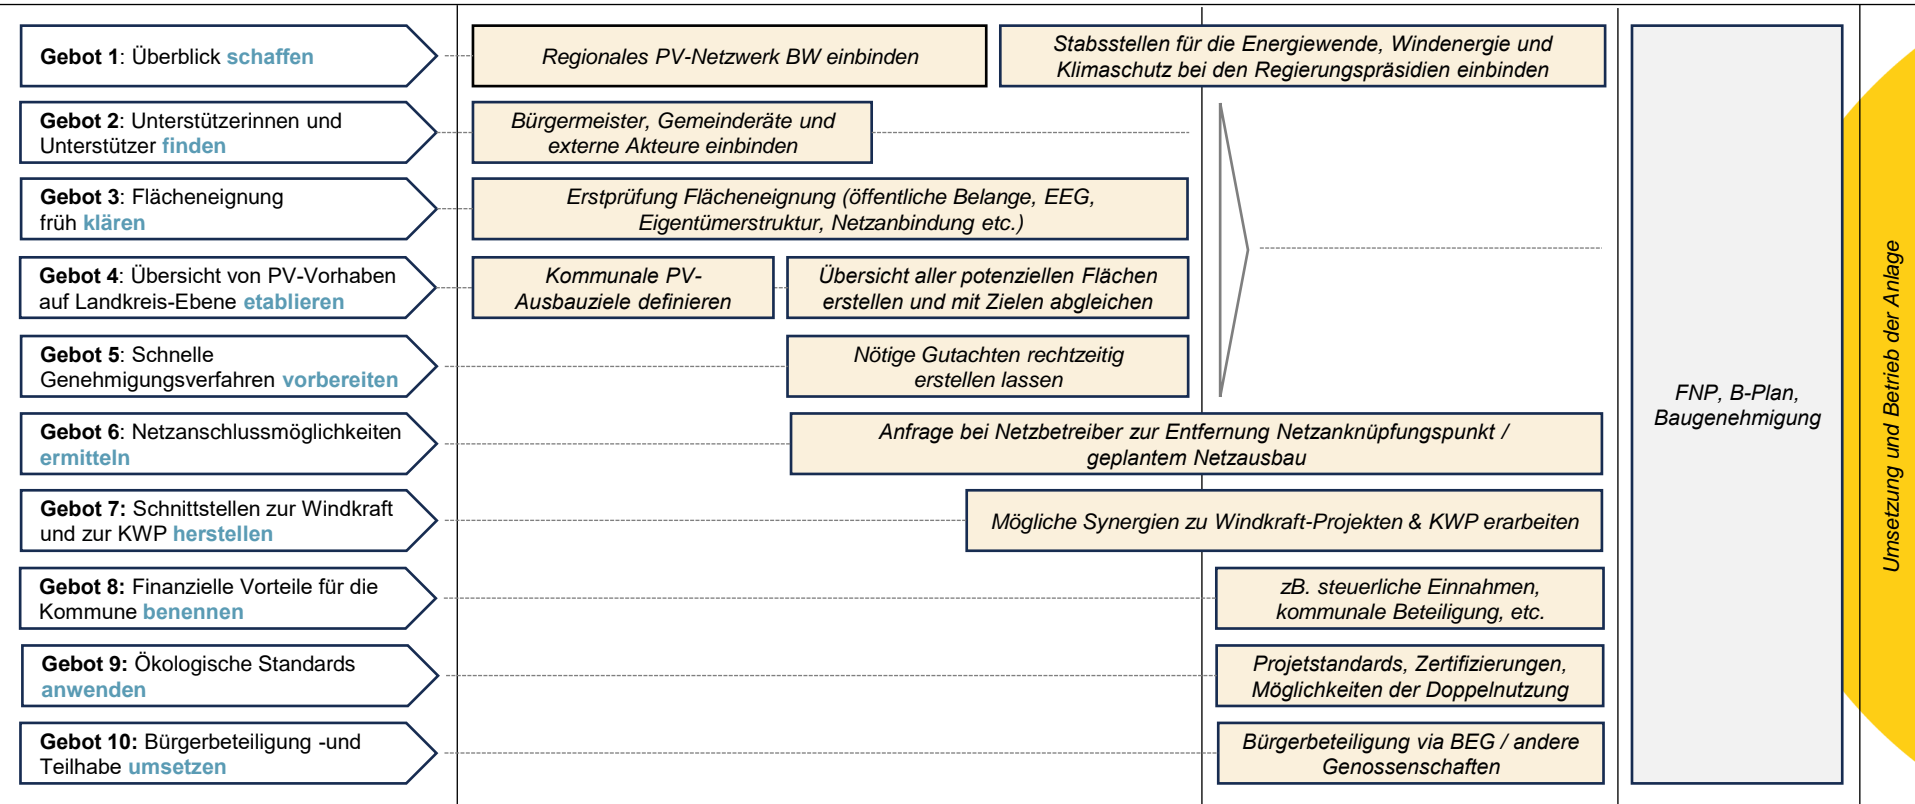 Gebot 1: Überblick schaffen
Regionales PV-Netzwerk BW einbinden
Stabsstellen für die Energiewende, Windenergie und
Klimaschutz bei den Regierungspräsidien einbinden
Gebot 2: Unterstützerinnen und
Unterstützer finden
Bürgermeister, Gemeinderäte und
externe Akteure einbinden
Gebot 3: Flächeneignung
früh klären
Erstprüfung Flächeneignung (öffentliche Belange, EEG,
Eigentümerstruktur, Netzanbindung etc.)
Gebot 4: Übersicht von PV-Vorhaben
auf Landkreis-Ebene etablieren
Kommunale PV-
Ausbauziele definieren
Übersicht aller potenziellen Flächen
erstellen und mit Zielen abgleichen
Gebot 5: Schnelle
Genehmigungsverfahren vorbereiten
Nötige Gutachten rechtzeitig
erstellen lassen
Gebot 6: Netzanschlussmöglichkeiten
ermitteln
Anfrage bei Netzbetreiber zur Entfernung Netzanknüpfungspunkt /
geplantem Netzausbau
Gebot 7: Schnittstellen zur Windkraft
und zur KWP herstellen
Mögliche Synergien zu Windkraft-Projekten & KWP erarbeiten
Gebot 8: Finanzielle Vorteile für die
Kommune benennen
zB. steuerliche Einnahmen,
kommunale Beteiligung, etc.
Gebot 9: Ökologische Standards
anwenden
Projetstandards, Zertifizierungen,
Möglichkeiten der Doppelnutzung
Gebot 10: Bürgerbeteiligung -und
Teilhabe umsetzen
Bürgerbeteiligung via BEG / andere
Genossenschaften
FNP, B-Plan,
Baugenehmigung
Umsetzung und Betrieb der Anlage